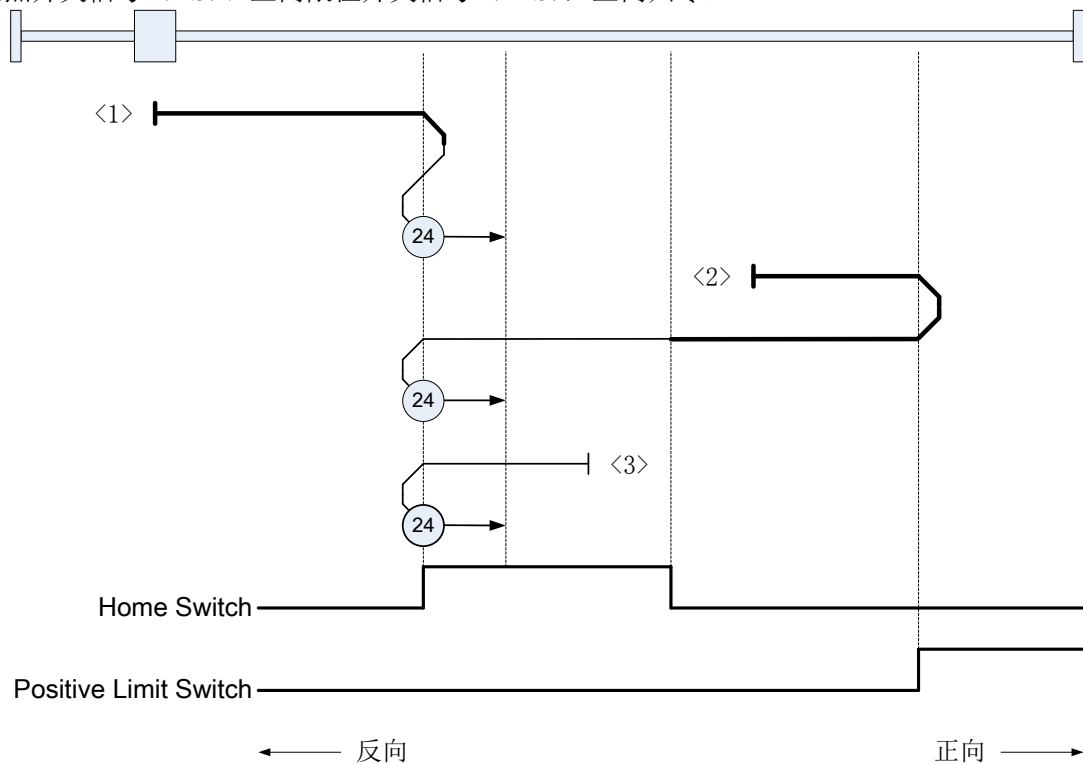 <1>
24
<2>
24
<3>
24
Home Switch
Positive Limit Switch
反向
正向